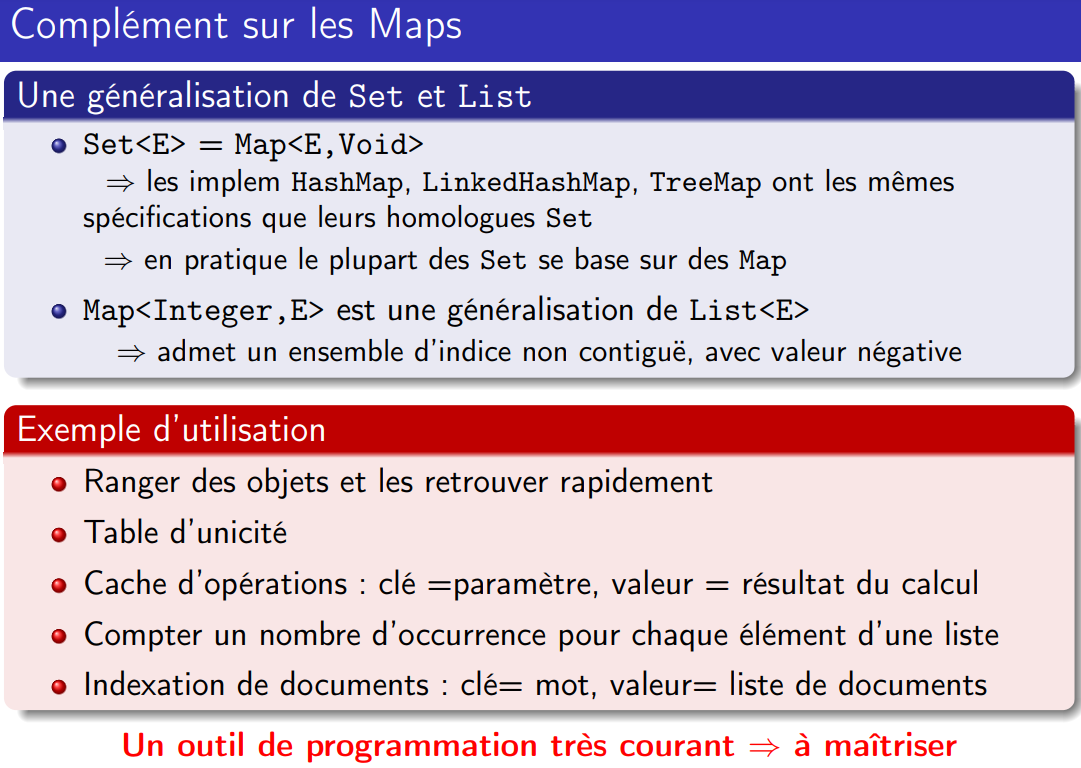 Complément sur les Maps
Une généralisation de Set et List
Set<E> = Map<E,Void>
⇒ les implem HashMap, LinkedHashMap, TreeMap ont les mêmes
spécifications que leurs homologues Set
⇒ en pratique le plupart des Set se base sur des Map
Map<Integer,E> est une généralisation de List<E>
⇒ admet un ensemble d'indice non contiguë, avec valeur négative
Exemple d'utilisation
Ranger des objets et les retrouver rapidement
Table d'unicité
Cache d'opérations : clé =paramètre, valeur = résultat du calcul
Compter un nombre d'occurrence pour chaque élément d'une liste
Indexation de documents : clé= mot, valeur= liste de documents
Un outil de programmation très courant ⇒ à maîtriser